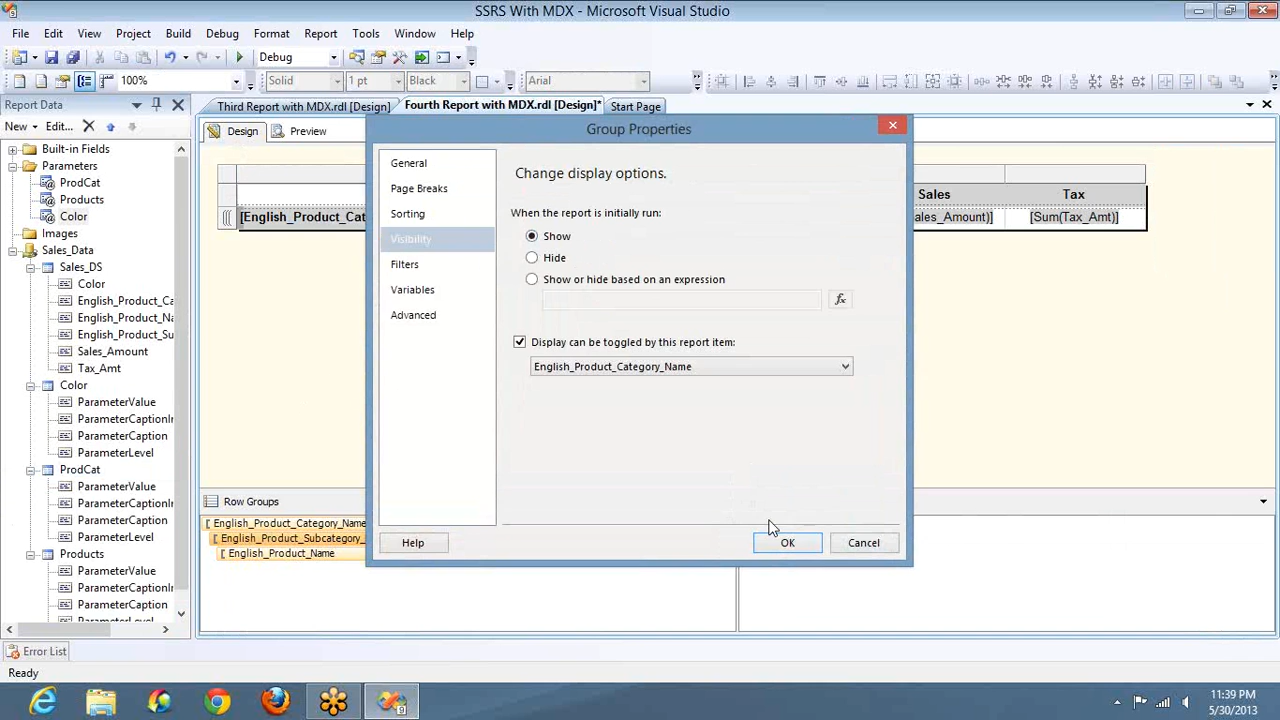 SSRS With MDX - Microsoft Visual Studio
File Edit View Project Build Debug Format Report Tools Window Help
Debug
100% Solid 1 pt Black Arial
Report Data
Third Report with MDX.rdl [Design] Fourth Report with MDX.rdl [Design]* Start Page
New Edit...
Design Preview
Built-in Fields
Parameters
ProdCat
Products
Color
Images
Sales_Data
Sales_DS
Color
English_Product_Ca
English_Product_Na
English_Product_Su
Sales_Amount
Tax_Amt
Color
ParameterValue
ParameterCaptionI
ParameterCaption
ParameterLevel
ProdCat
ParameterValue
ParameterCaptionI
ParameterCaption
ParameterLevel
Products
ParameterValue
ParameterCaptionI
ParameterCaption
Sales Tax
[English_Product_Cat ales_Amount)] [Sum(Tax_Amt)]
Group Properties
General
Page Breaks
Sorting
Visibility
Filters
Variables
Advanced
Change display options.
When the report is initially run:
Show
Hide
Show or hide based on an expression
fx
Display can be toggled by this report item:
English_Product_Category_Name
Help OK Cancel
Row Groups
[ English_Product_Category_Name
[ English_Product_Subcategory_
[ English_Product_Name
Error List
Ready
11:39 PM
5/30/2013